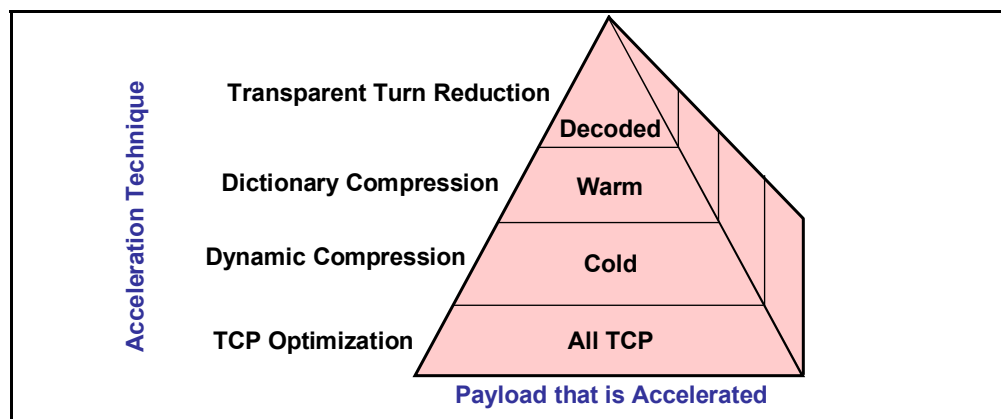 Acceleration Technique
Transparent Turn Reduction
Decoded
Dictionary Compression
Warm
Dynamic Compression
Cold
TCP Optimization
All TCP
Payload that is Accelerated